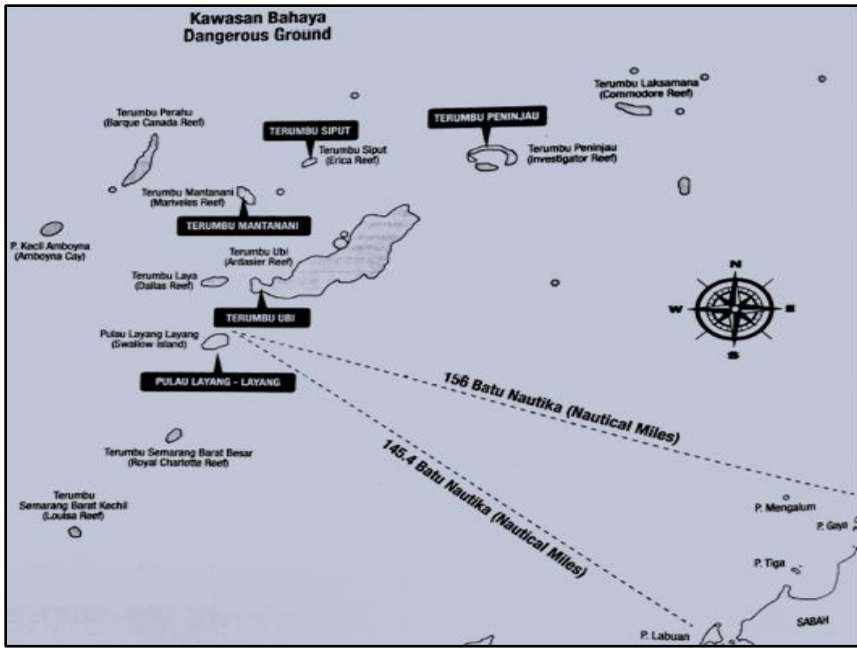 Kawasan Bahaya
Dangerous Ground
Terumbu Laksamana
(Commodore Reef)
Terumbu Perahu
(Barque Canada Reef)
TERUMBU SIPUT
TERUMBU PENINJAU
Terumbu Siput
(Erica Reef)
Terumbu Peninjau
(Investigator Reef)
Terumbu Mantanani
(Mariveles Reef)
TERUMBU MANTANANI
P. Kecil Amboyna
(Amboyna Cay)
Terumbu Ubi
(Ardasier Reef)
Terumbu Laya
(Dallas Reef)
N
W
E
S
TERUMBU UBI
Pulau Layang Layang
(Swallow Island)
PULAU LAYANG - LAYANG
156 Batu Nautika (Nautical Miles)
145.4 Batu Nautika (Nautical Miles)
Terumbu Semarang Barat Besar
(Royal Charlotte Reef)
Terumbu
Semarang Barat Kechil
(Louisa Reef)
P. Mengalum
P. Gaya
P. Tiga
SABAH
P. Labuan